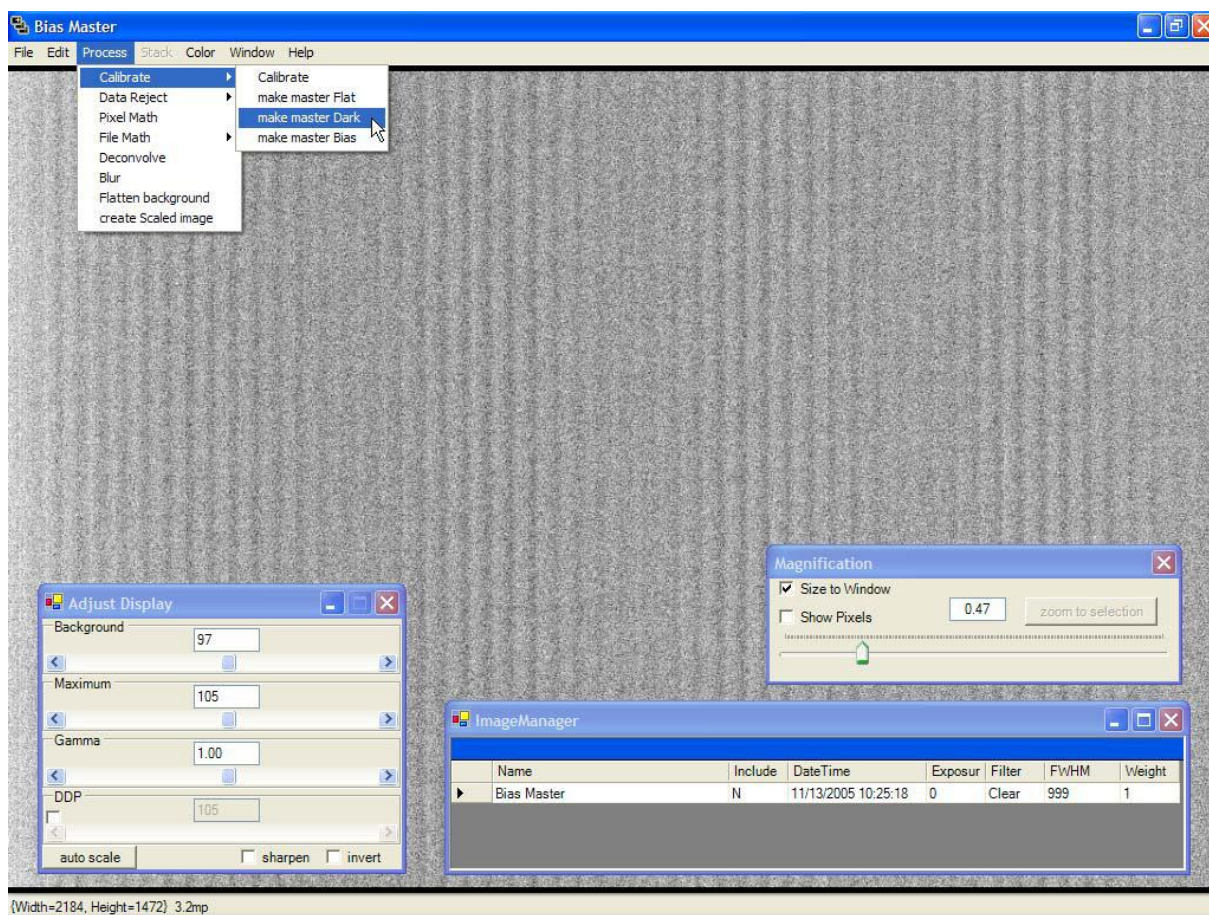 Bias Master
File Edit Process Stack Color Window Help
Calibrate
Data Reject
Pixel Math
File Math
Deconvolve
Blur
Flatten background
create Scaled image
Calibrate
make master Flat
make master Dark
make master Bias
Magnification
Size to Window
Show Pixels
0.47
zoom to selection
Adjust Display
Background
97
Maximum
105
Gamma
1.00
DDP
105
auto scale sharpen invert
ImageManager
Name Include DateTime Exposur Filter FWHM Weight
Bias Master N 11/13/2005 10:25:18 0 Clear 999 1
{Width=2184, Height=1472} 3.2mp